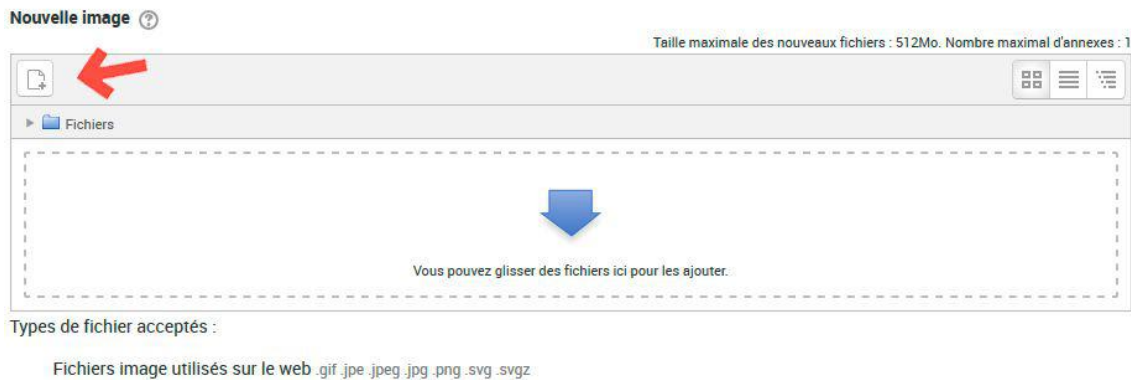 Nouvelle image
Taille maximale des nouveaux fichiers : 512Mo. Nombre maximal d'annexes : 1
Fichiers
Vous pouvez glisser des fichiers ici pour les ajouter.
Types de fichier acceptés :
Fichiers image utilisés sur le web .gif .jpe .jpeg .jpg .png .svg .svgz